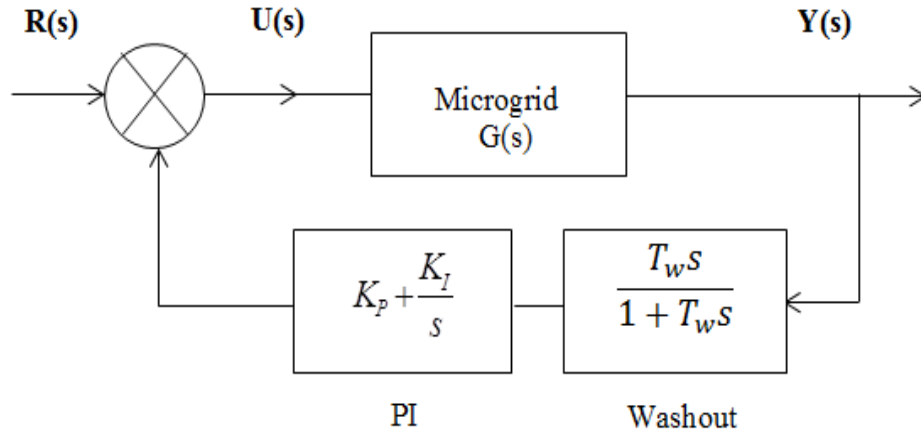 R(s)
U(s)
Y(s)
Microgrid
G(s)
K_P + K_I/s
T_w s/1 + T_w s
PI
Washout